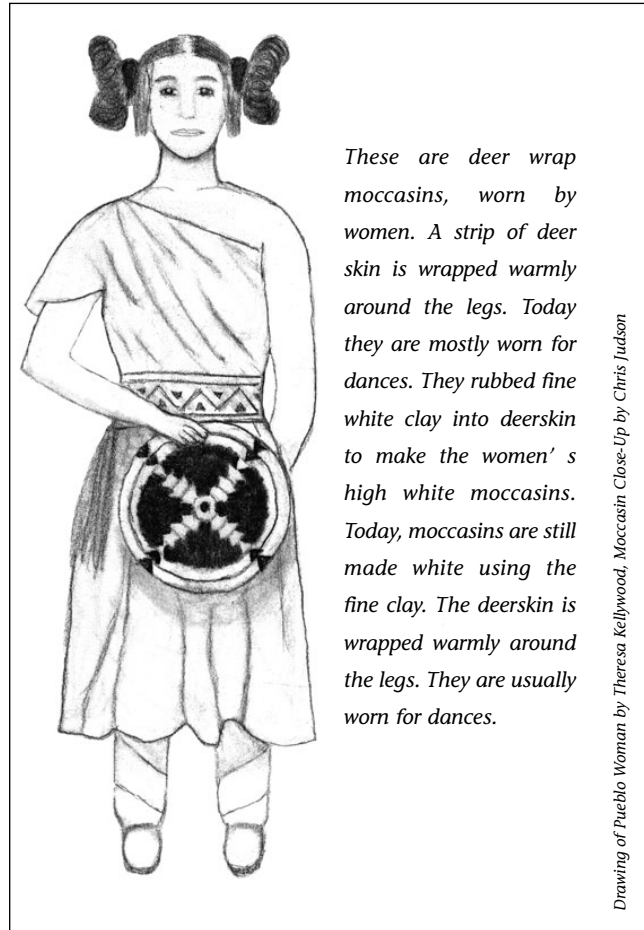 These are deer wrap
moccasins, worn by
women. A strip of deer
skin is wrapped warmly
around the legs. Today
they are mostly worn for
dances. They rubbed fine
white clay into deerskin
to make the women' s
high white moccasins.
Today, moccasins are still
made white using the
fine clay. The deerskin is
wrapped warmly around
the legs. They are usually
worn for dances.
Drawing of Pueblo Woman by Theresa Kellywood, Moccasin Close-Up by Chris Judson